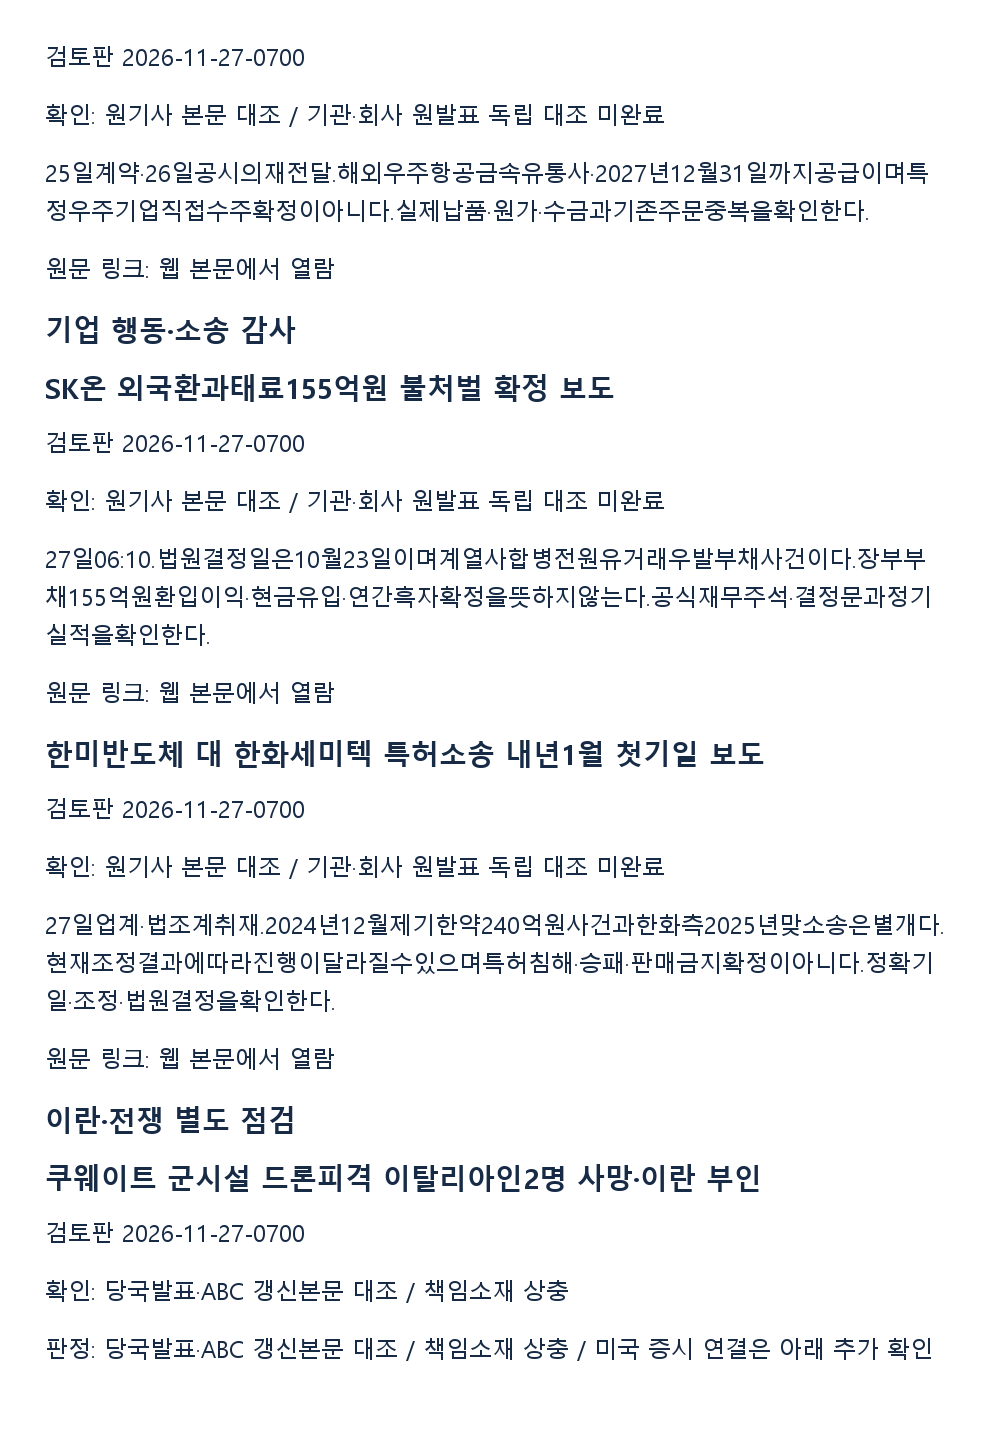 검토판 2026-11-27-0700
확인: 원기사 본문 대조 / 기관·회사 원발표 독립 대조 미완료
25일계약·26일공시의재전달.해외우주항공금속유통사·2027년12월31일까지공급이며특
정우주기업직접수주확정이아니다.실제납품·원가·수금과기존주문중복을확인한다.
원문 링크: 웹 본문에서 열람
기업 행동·소송 감사
SK온 외국환과태료155억원 불처벌 확정 보도
검토판 2026-11-27-0700
확인: 원기사 본문 대조 / 기관·회사 원발표 독립 대조 미완료
27일06:10.법원결정일은10월23일이며계열사합병전원유거래우발부채사건이다.장부부
채155억원환입이익·현금유입·연간흑자확정을뜻하지않는다.공식재무주석·결정문과정기
실적을확인한다.
원문 링크: 웹 본문에서 열람
한미반도체 대 한화세미텍 특허소송 내년1월 첫기일 보도
검토판 2026-11-27-0700
확인: 원기사 본문 대조 / 기관·회사 원발표 독립 대조 미완료
27일업계·법조계취재.2024년12월제기한약240억원사건과한화측2025년맞소송은별개다.
현재조정결과에따라진행이달라질수있으며특허침해·승패·판매금지확정이아니다.정확기
일·조정·법원결정을확인한다.
원문 링크: 웹 본문에서 열람
이란·전쟁 별도 점검
쿠웨이트 군시설 드론피격 이탈리아인2명 사망·이란 부인
검토판 2026-11-27-0700
확인: 당국발표·ABC 갱신본문 대조 / 책임소재 상충
판정: 당국발표·ABC 갱신본문 대조 / 책임소재 상충 / 미국 증시 연결은 아래 추가 확인